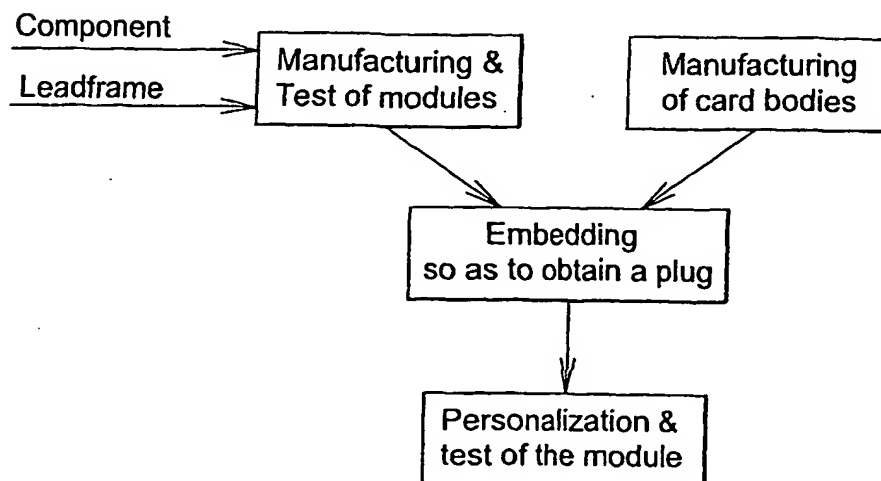 Component
Leadframe
Manufacturing &
Test of modules
Manufacturing
of card bodies
Embedding
so as to obtain a plug
Personalization &
test of the module